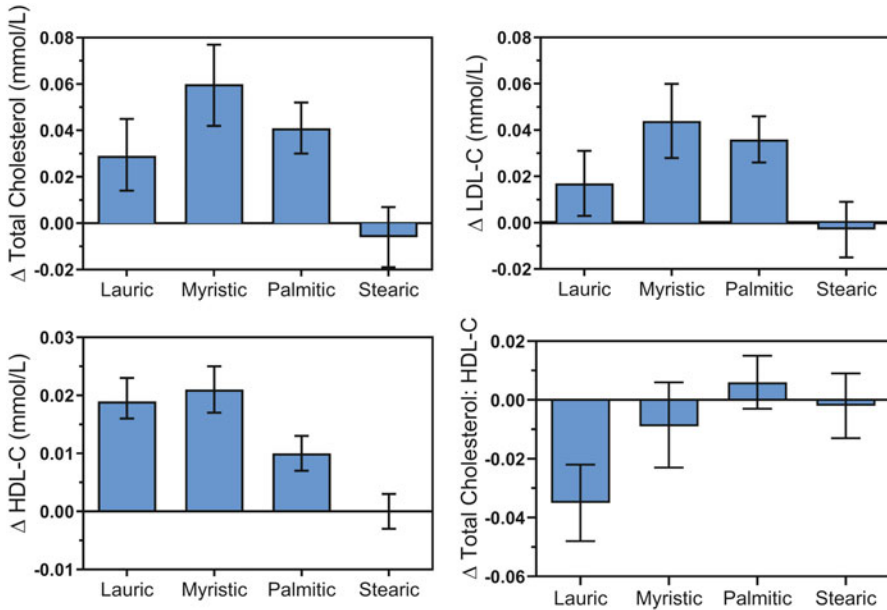 Δ Total Cholesterol (mmol/L)
0.08
0.06
0.04
0.02
0.00
-0.02
Lauric Myristic Palmitic Stearic
Δ LDL-C (mmol/L)
0.08
0.06
0.04
0.02
0.00
-0.02
Lauric Myristic Palmitic Stearic
Δ HDL-C (mmol/L)
0.03
0.02
0.01
0.00
-0.01
Lauric Myristic Palmitic Stearic
Δ Total Cholesterol: HDL-C
0.02
0.00
-0.02
-0.04
-0.06
Lauric Myristic Palmitic Stearic